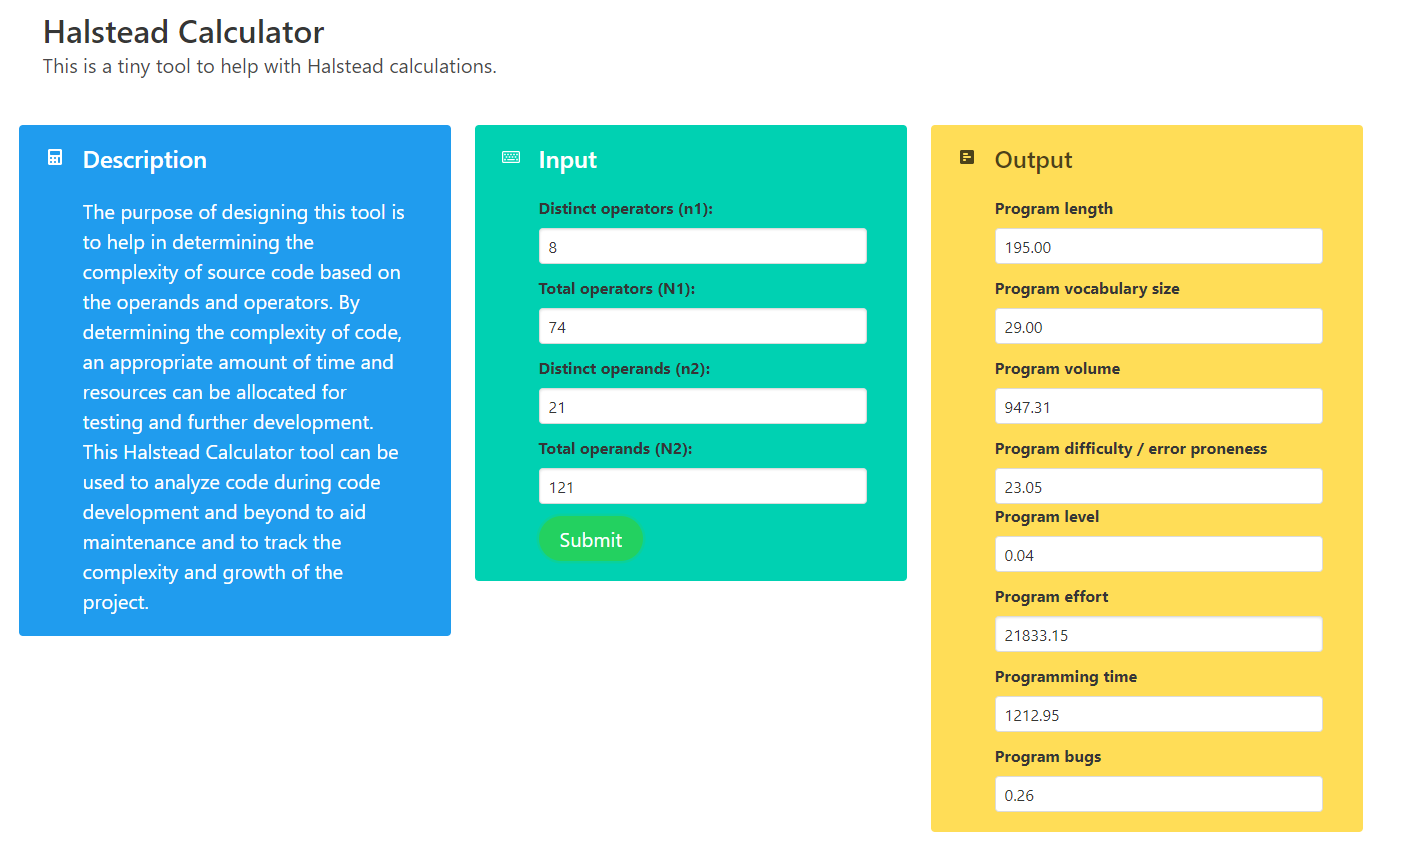 Halstead Calculator
This is a tiny tool to help with Halstead calculations.
Description
The purpose of designing this tool is
to help in determining the
complexity of source code based on
the operands and operators. By
determining the complexity of code,
an appropriate amount of time and
resources can be allocated for
testing and further development.
This Halstead Calculator tool can be
used to analyze code during code
development and beyond to aid
maintenance and to track the
complexity and growth of the
project.
Input
Distinct operators (n1):
8
Total operators (N1):
74
Distinct operands (n2):
21
Total operands (N2):
121
Submit
Output
Program length
195.00
Program vocabulary size
29.00
Program volume
947.31
Program difficulty / error proneness
23.05
Program level
0.04
Program effort
21833.15
Programming time
1212.95
Program bugs
0.26